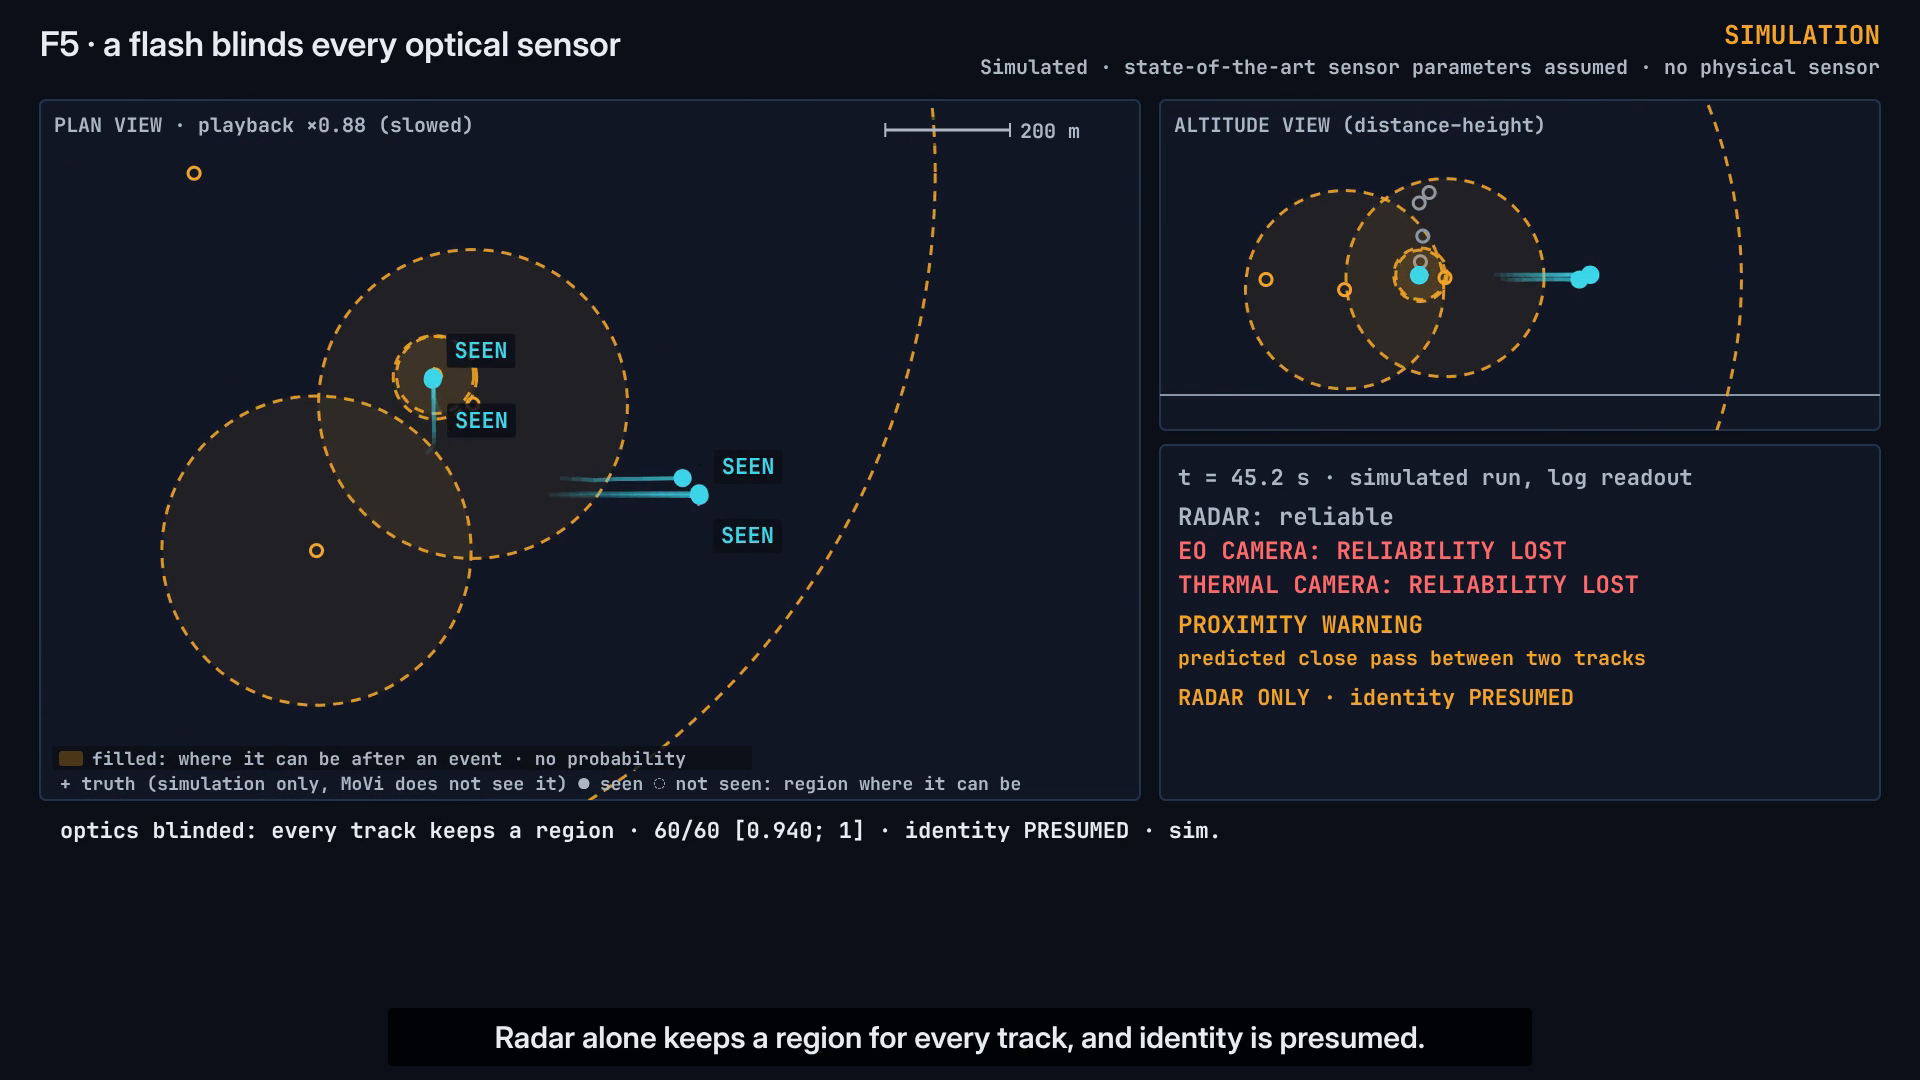 F5 · a flash blinds every optical sensor
SIMULATION
Simulated · state-of-the-art sensor parameters assumed · no physical sensor
PLAN VIEW · playback ×0.88 (slowed)
200 m
SEEN
SEEN
SEEN
SEEN
filled: where it can be after an event · no probability
+ truth (simulation only, MoVi does not see it) ● seen ◌ not seen: region where it can be
ALTITUDE VIEW (distance-height)
t = 45.2 s · simulated run, log readout
RADAR: reliable
EO CAMERA: RELIABILITY LOST
THERMAL CAMERA: RELIABILITY LOST
PROXIMITY WARNING
predicted close pass between two tracks
RADAR ONLY · identity PRESUMED
optics blinded: every track keeps a region · 60/60 [0.940; 1] · identity PRESUMED · sim.
Radar alone keeps a region for every track, and identity is presumed.